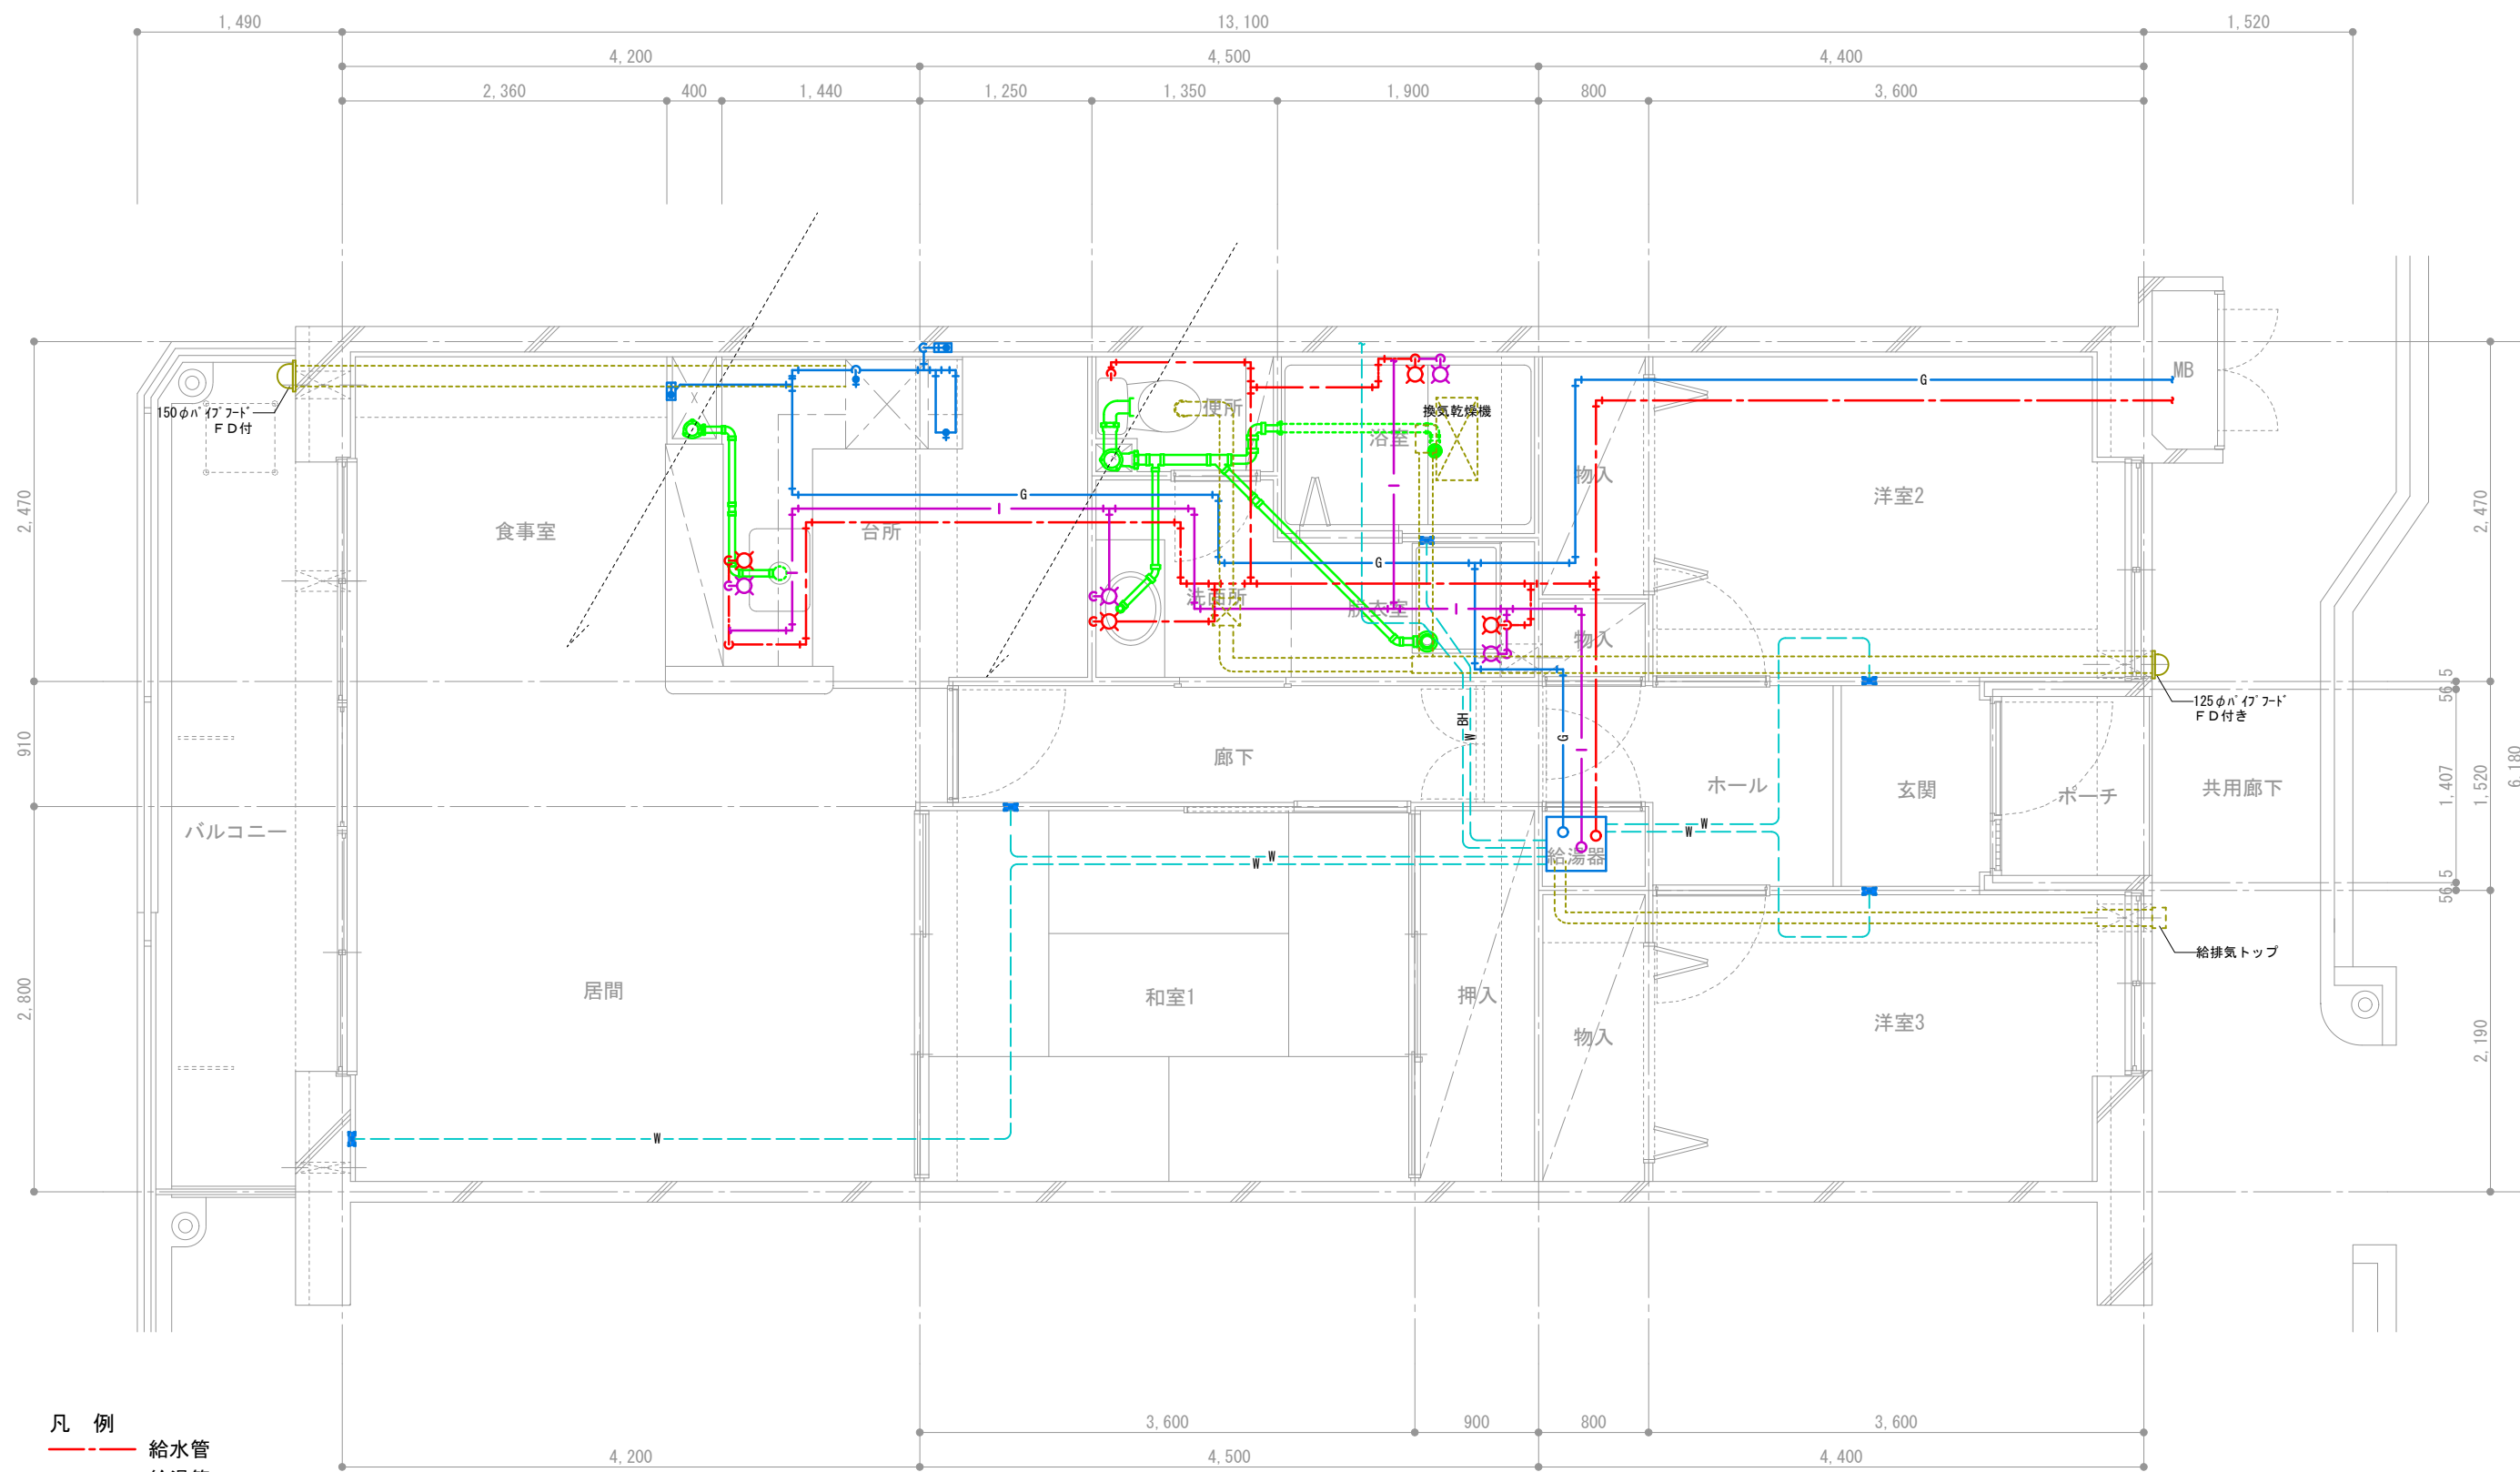 1,490
13,100
1,520
4,200
4,500
4,400
2,360
400
1,440
1,250
1,350
1,900
800
3,600
MB
G
150φパイプフード
FD付
便所
換気乾燥機
浴室
物入
洋室2
2,470
2,470
食事室
台所
G
I
I
G
洗面所
脱衣室
I
物入
56.5
125φパイプフード
FD付き
BH
W
G
I
910
廊下
ホール
玄関
ポーチ
共用廊下
1,407
1,520
6,180
バルコニー
給湯器
W
W
W
W
56.5
給排気トップ
2,800
居間
和室1
押入
物入
洋室3
2,190
W
凡 例
給水管
3,600
900
800
3,600
4,200
4,500
4,400